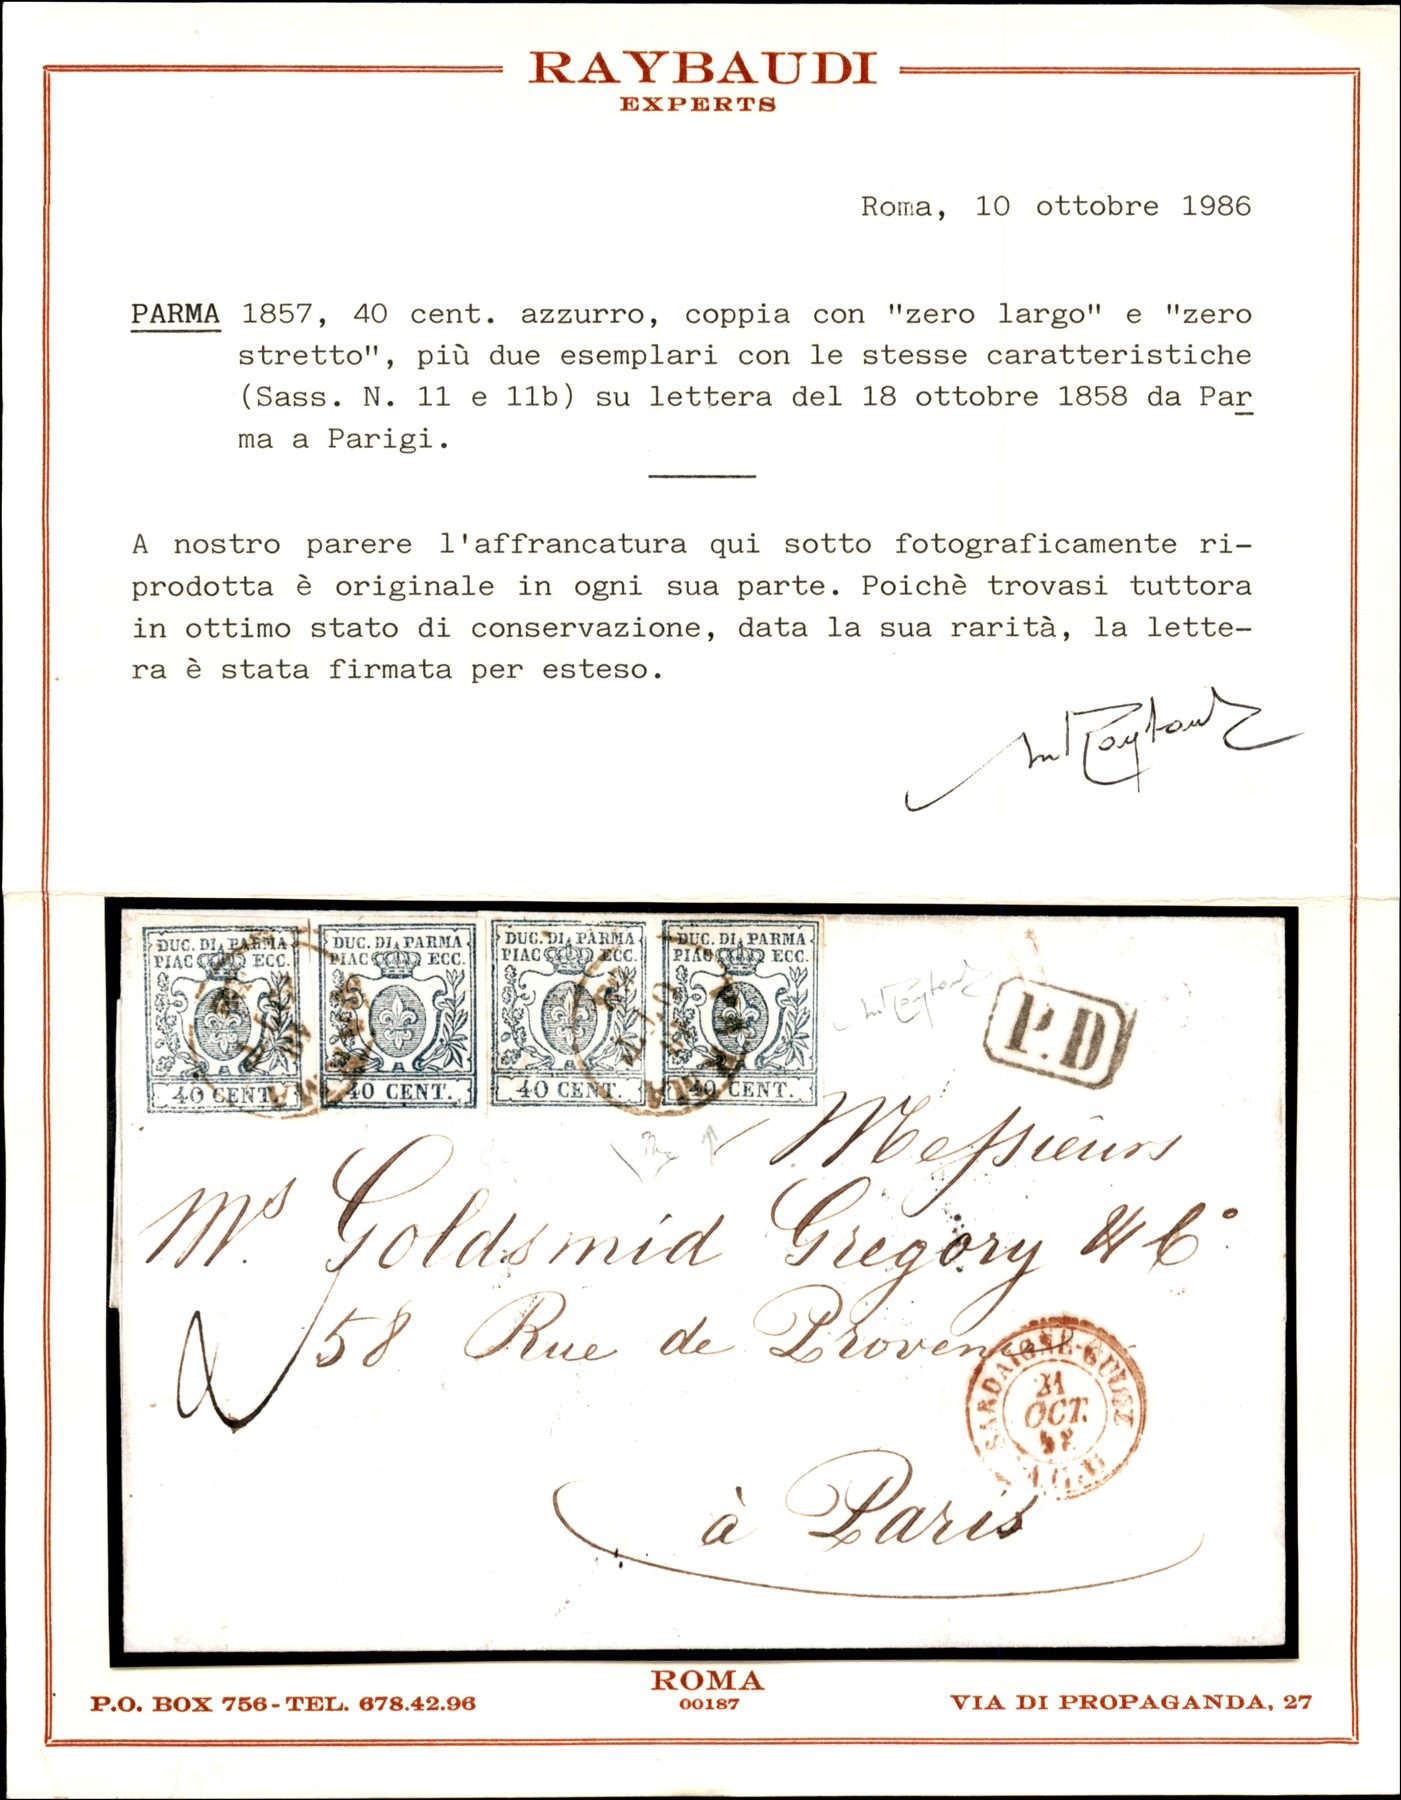 RAYBAUDI
EXPERTS
Roma, 10 ottobre 1986
PARMA 1857, 40 cent. azzurro, coppia con "zero largo" e "zero
stretto", più due esemplari con le stesse caratteristiche
(Sass. N. 11 e 11b) su lettera del 18 ottobre 1858 da Par
ma a Parigi.
A nostro parere l'affrancatura qui sotto fotograficamente ri-
prodotta è originale in ogni sua parte. Poichè trovasi tuttora
in ottimo stato di conservazione, data la sua rarità, la lette-
ra è stata firmata per esteso.
DUC. DI PARMA
PIAC ECC.
40 CENT.
DUC. DI PARMA
PIAC ECC.
40 CENT.
DUC. DI PARMA
PIAC ECC.
40 CENT.
DUC. DI PARMA
PIAC ECC.
40 CENT.
P.D
Messieurs
Mrs Goldsmid Gregory & Co
58 Rue de Provence
21
OCT.
à Paris
ROMA
00187
P.O. BOX 756 - TEL. 678.42.96
VIA DI PROPAGANDA, 27